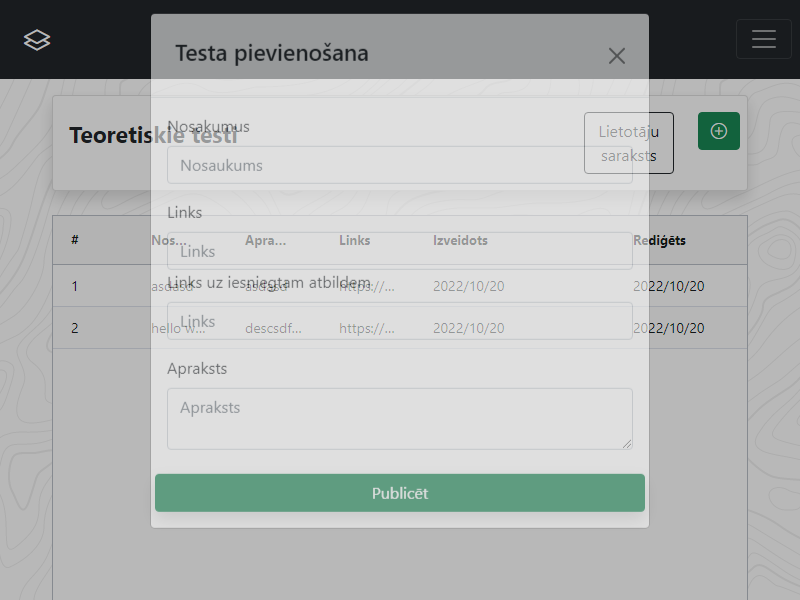 Testa pievienošana
Nosakumus
Nosaukums
Links
Links
Links uz iesniegtam atbildem
Links
Apraksts
Apraksts
Publicēt
Teoretiskie testi
Lietotāju
saraksts
# Nos... Apra... Links Izveidots Rediģēts
1 asdasd asdasd https://... 2022/10/20 2022/10/20
2 hello w... descsdf... https://... 2022/10/20 2022/10/20